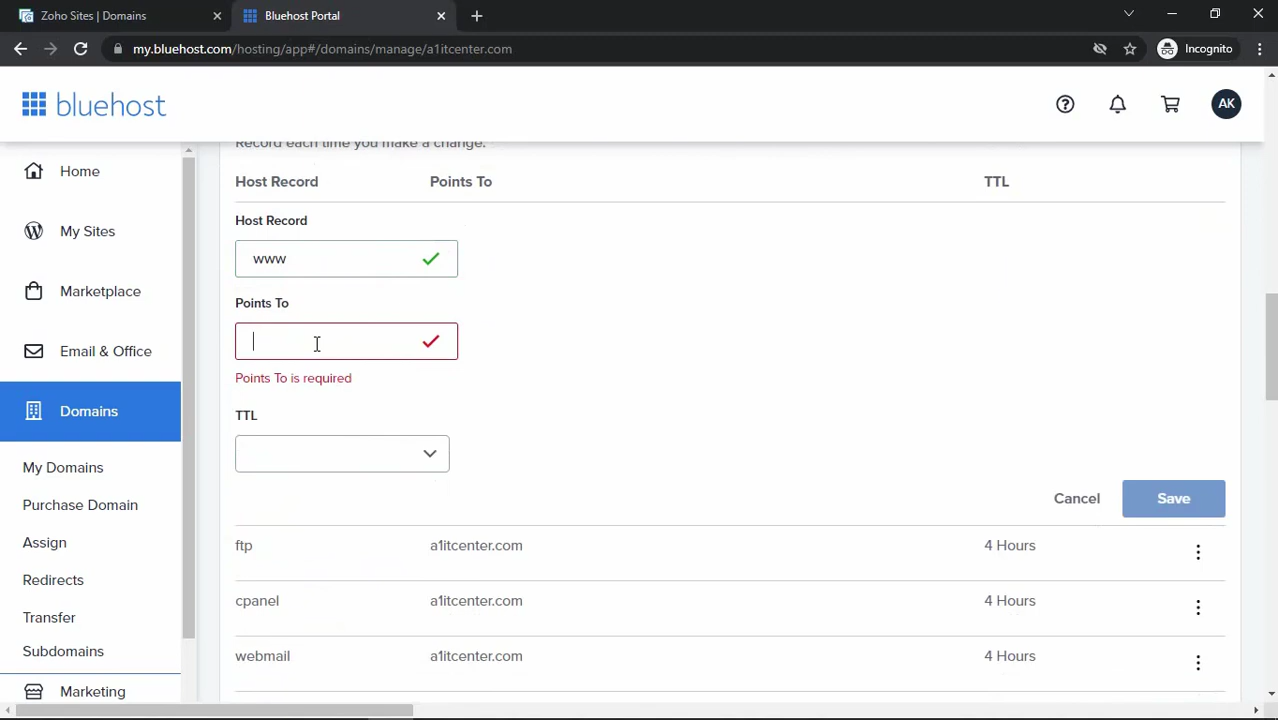 Zoho Sites | Domains
Bluehost Portal
my.bluehost.com/hosting/app#/domains/manage/a1itcenter.com
Incognito
bluehost
AK
Home
My Sites
Marketplace
Email & Office
Domains
My Domains
Purchase Domain
Assign
Redirects
Transfer
Subdomains
Marketing
Record each time you make a change.
Host Record Points To TTL
Host Record
www
Points To
Points To is required
TTL
Cancel Save
ftp a1itcenter.com 4 Hours
cpanel a1itcenter.com 4 Hours
webmail a1itcenter.com 4 Hours